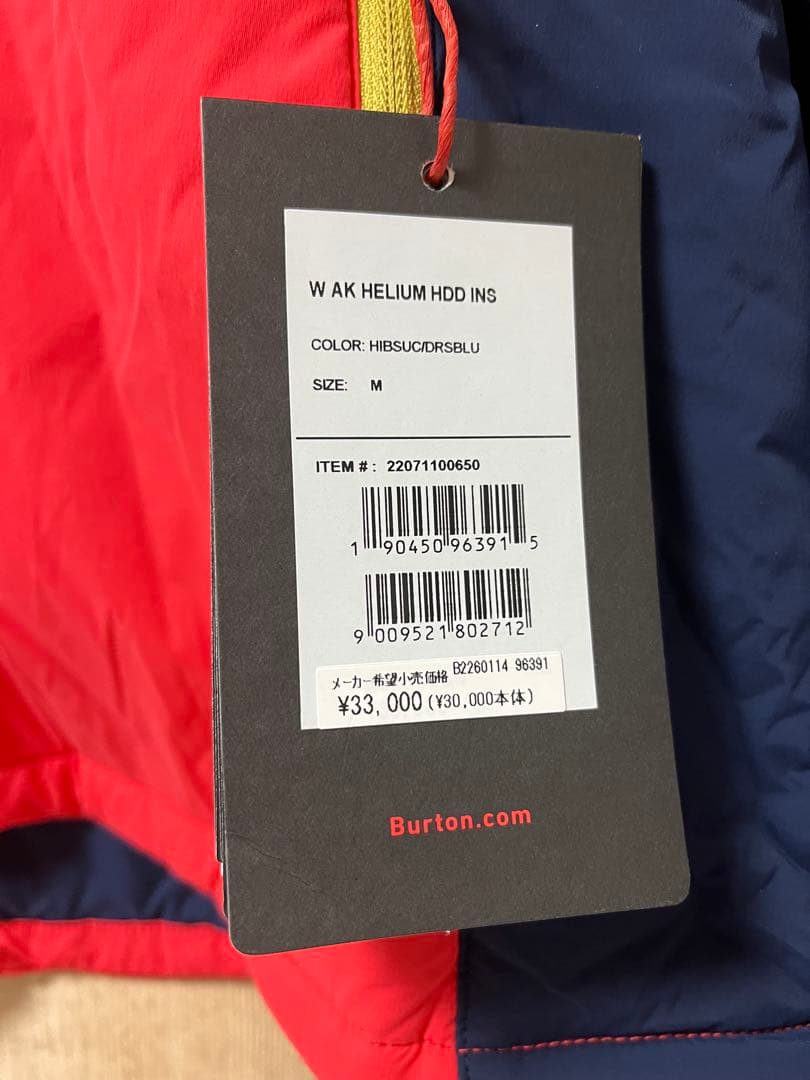 W AK HELIUM HDD INS
COLOR: HIBSUC/DRSBLU
SIZE: M
ITEM # : 22071100650
1 90450 96391 5
9 009521 802712
メーカー希望小売価格 B2260114 96391
¥33,000 (¥30,000本体)
Burton.com